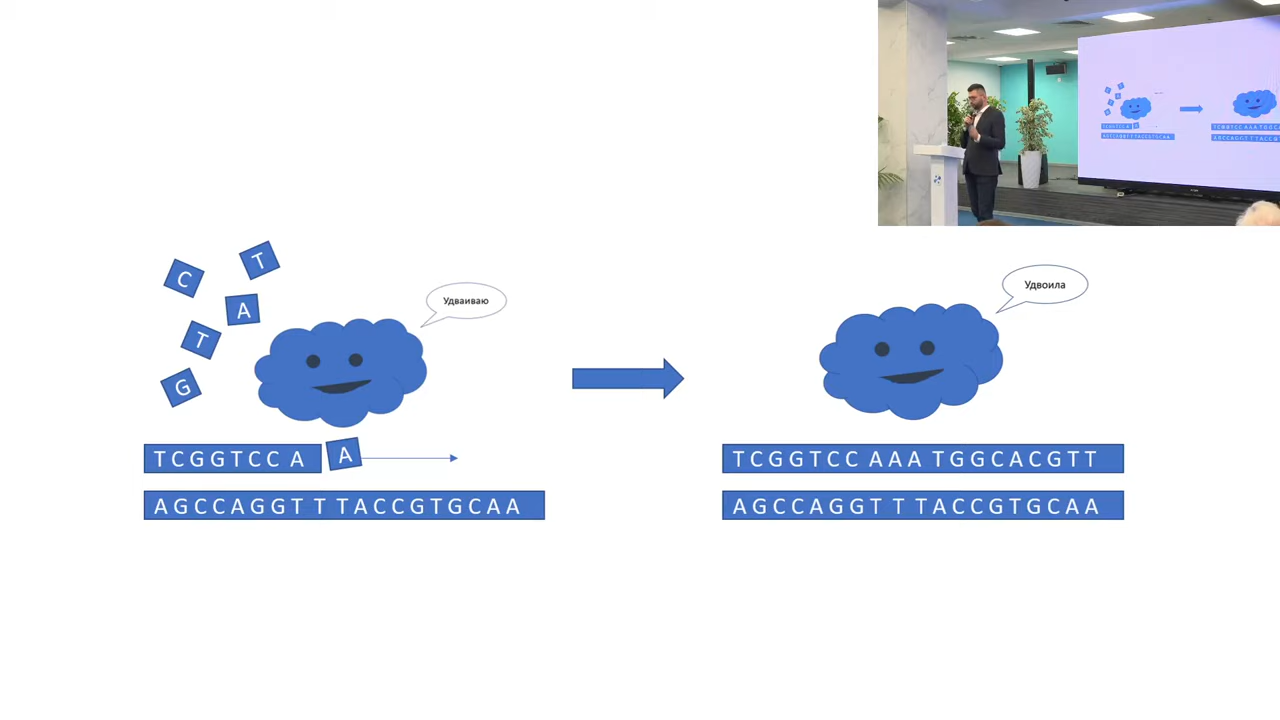 C
T
A
T
G
Удваиваю
TCGGTCC A
A
AGCCAGGT T TACCGTGCAA
Удвоила
TCGGTCC AAA TGGCACGTT
AGCCAGGT T TACCGTGCAA